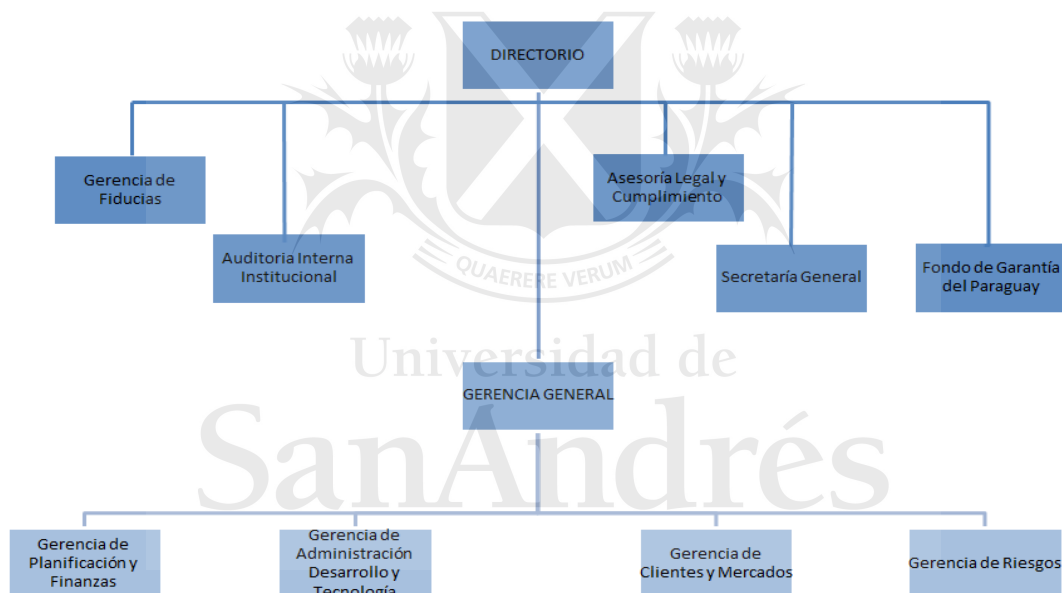 DIRECTORIO
Gerencia de
Fiducias
Auditoria Interna
Institucional
Asesoría Legal y
Cumplimiento
Secretaría General
Fondo de Garantía
del Paraguay
QUAERERE VERUM
Universidad de
SanAndrés
GERENCIA GENERAL
Gerencia de
Planificación y
Finanzas
Gerencia de
Administración
Desarrollo y
Tecnología
Gerencia de
Clientes y Mercados
Gerencia de Riesgos